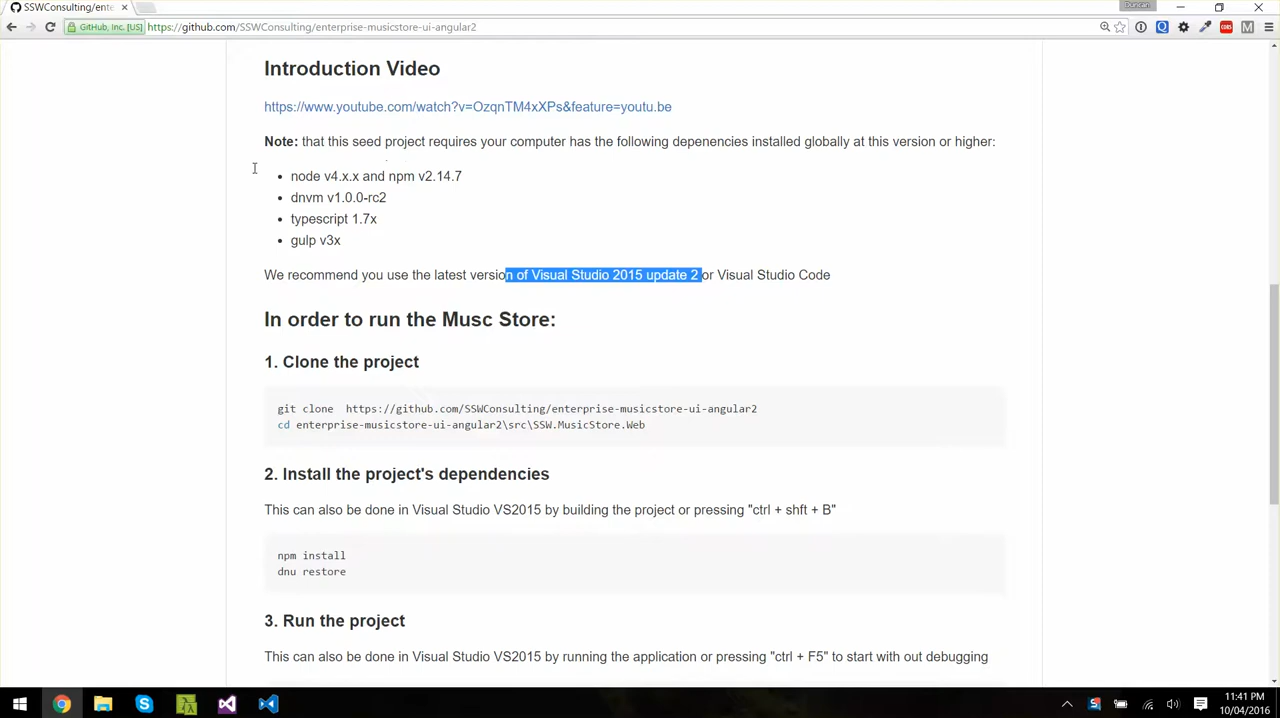 SSWConsulting/ente
Duncan
GitHub, Inc. [US]
https://github.com/SSWConsulting/enterprise-musicstore-ui-angular2
Introduction Video
https://www.youtube.com/watch?v=OzqnTM4xXPs&feature=youtu.be
Note: that this seed project requires your computer has the following depenencies installed globally at this version or higher:
node v4.x.x and npm v2.14.7
dnvm v1.0.0-rc2
typescript 1.7x
gulp v3x
We recommend you use the latest version of Visual Studio 2015 update 2 or Visual Studio Code
In order to run the Musc Store:
1. Clone the project
git clone https://github.com/SSWConsulting/enterprise-musicstore-ui-angular2
cd enterprise-musicstore-ui-angular2\src\SSW.MusicStore.Web
2. Install the project's dependencies
This can also be done in Visual Studio VS2015 by building the project or pressing "ctrl + shft + B"
npm install
dnu restore
3. Run the project
This can also be done in Visual Studio VS2015 by running the application or pressing "ctrl + F5" to start with out debugging
11:41 PM
10/04/2016